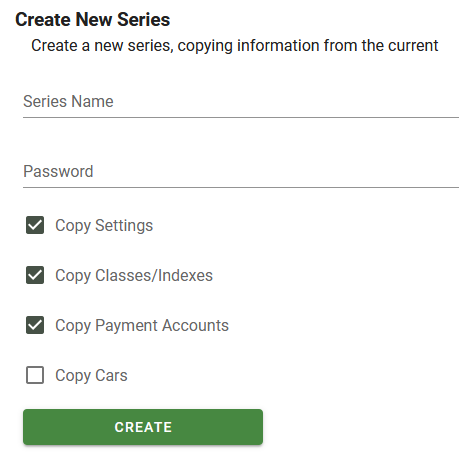 Create New Series
Create a new series, copying information from the current
Series Name
Password
Copy Settings
Copy Classes/Indexes
Copy Payment Accounts
Copy Cars
CREATE